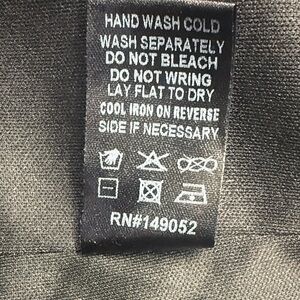 HAND WASH COLD
WASH SEPARATELY
DO NOT BLEACH
DO NOT WRING
LAY FLAT TO DRY
COOL IRON ON REVERSE
SIDE IF NECESSARY
RN#149052